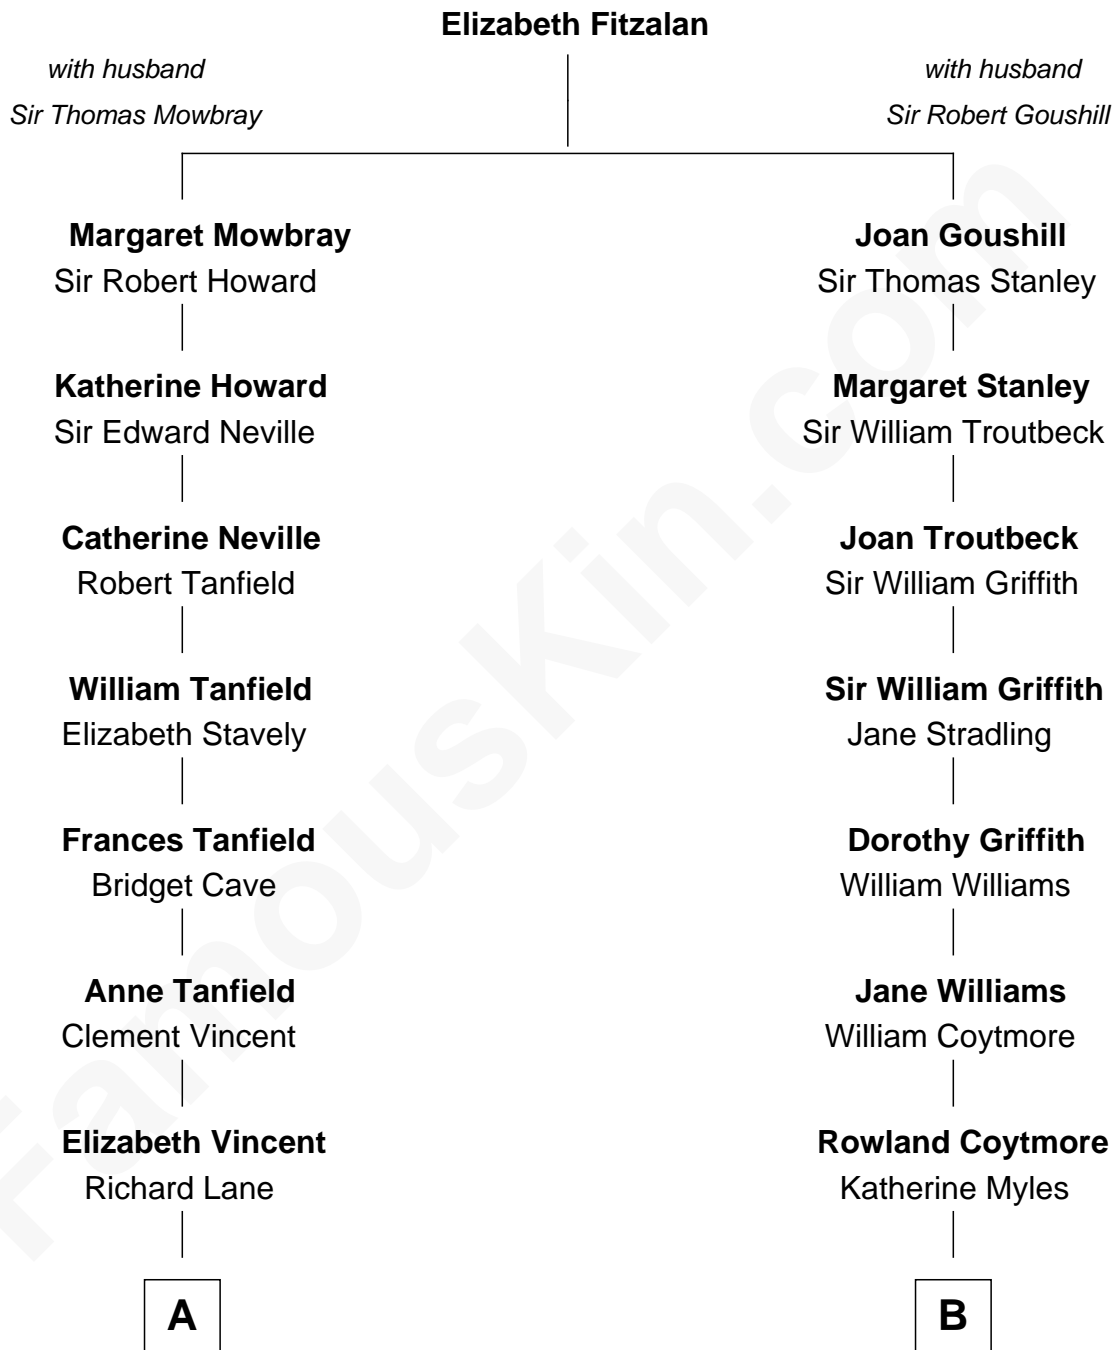 Elizabeth Fitzalan
with husband
Sir Thomas Mowbray
with husband
Sir Robert Goushill
Margaret Mowbray
Sir Robert Howard
Joan Goushill
Sir Thomas Stanley
Katherine Howard
Sir Edward Neville
Margaret Stanley
Sir William Troutbeck
Catherine Neville
Robert Tanfield
Joan Troutbeck
Sir William Griffith
William Tanfield
Elizabeth Stavely
Sir William Griffith
Jane Stradling
Frances Tanfield
Bridget Cave
Dorothy Griffith
William Williams
Anne Tanfield
Clement Vincent
Jane Williams
William Coytmore
Elizabeth Vincent
Richard Lane
Rowland Coytmore
Katherine Myles
A
B
FamousKin.com